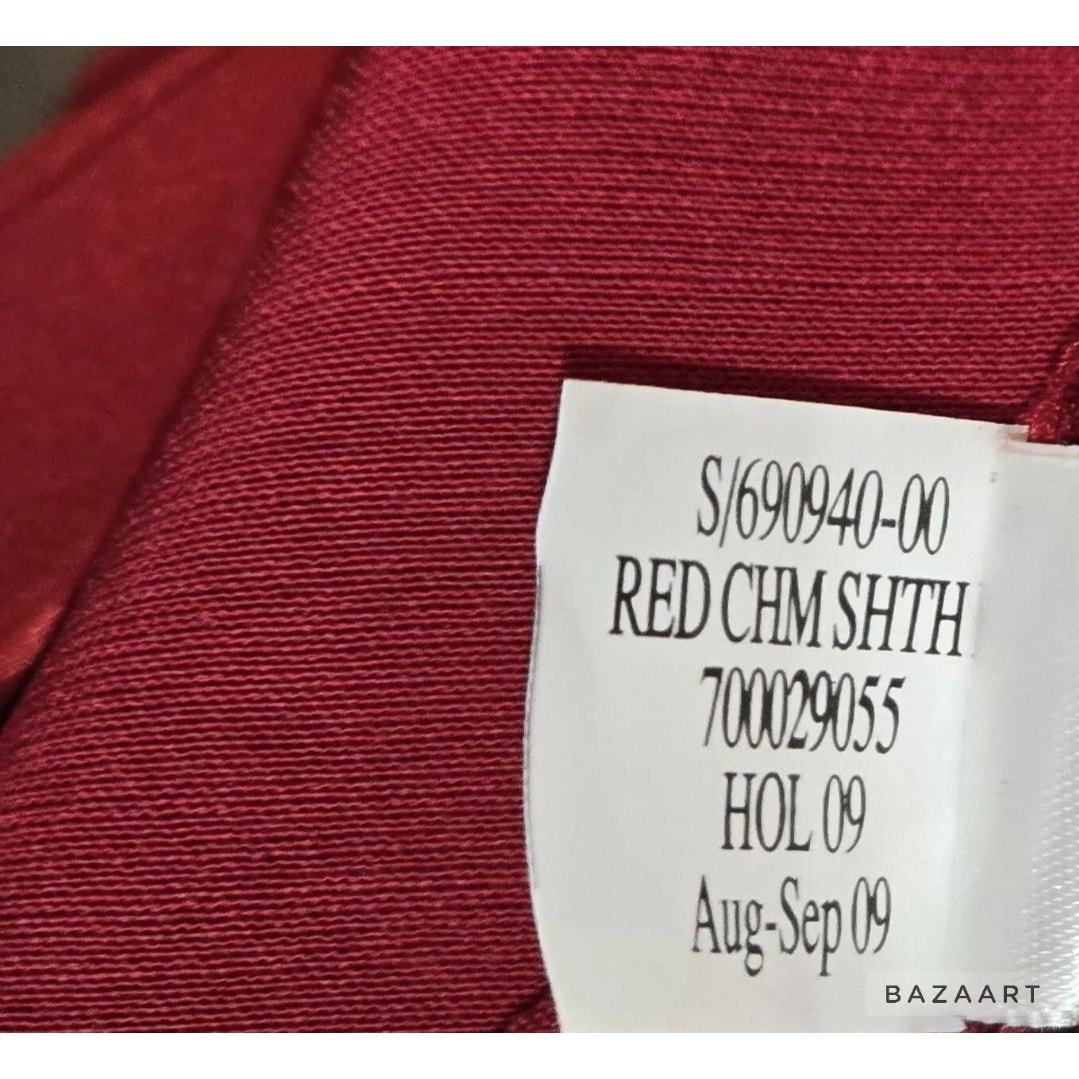 S/690940-00
RED CHM SHTH
700029055
HOL 09
Aug-Sep 09
BAZAART